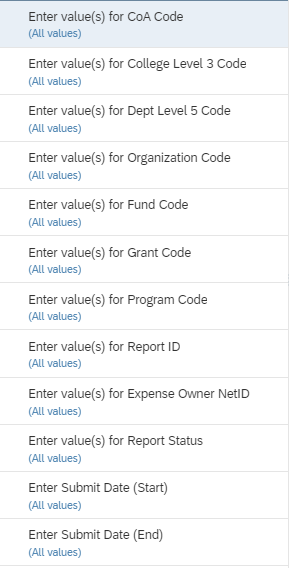 Enter value(s) for CoA Code
(All values)
Enter value(s) for College Level 3 Code
(All values)
Enter value(s) for Dept Level 5 Code
(All values)
Enter value(s) for Organization Code
(All values)
Enter value(s) for Fund Code
(All values)
Enter value(s) for Grant Code
(All values)
Enter value(s) for Program Code
(All values)
Enter value(s) for Report ID
(All values)
Enter value(s) for Expense Owner NetID
(All values)
Enter value(s) for Report Status
(All values)
Enter Submit Date (Start)
(All values)
Enter Submit Date (End)
(All values)